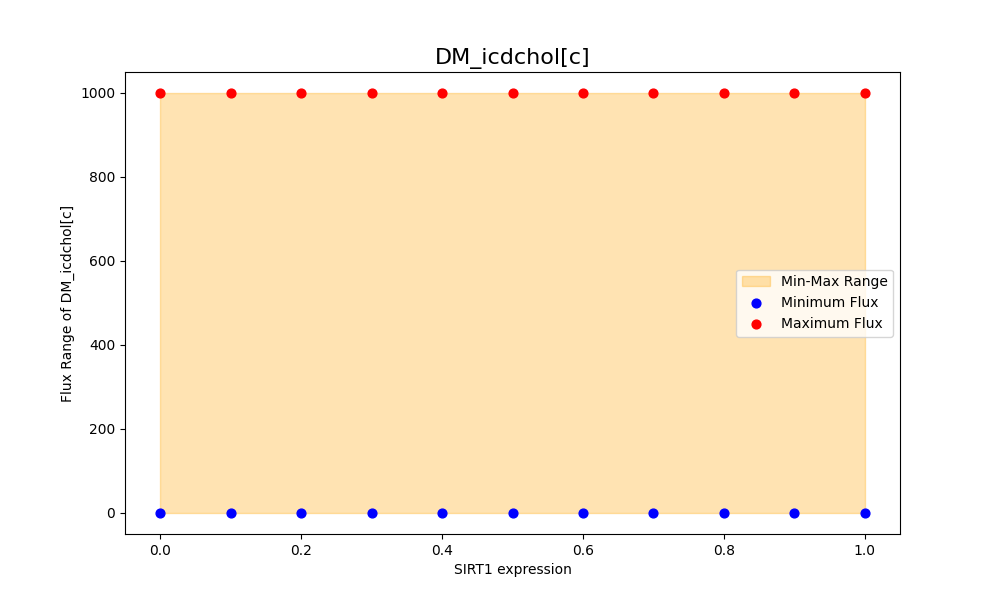 DM_icdchol[c]
Flux Range of DM_icdchol[c]
1000
800
600
400
200
0
0.0
0.2
0.4
0.6
0.8
1.0
SIRT1 expression
Min-Max Range
Minimum Flux
Maximum Flux